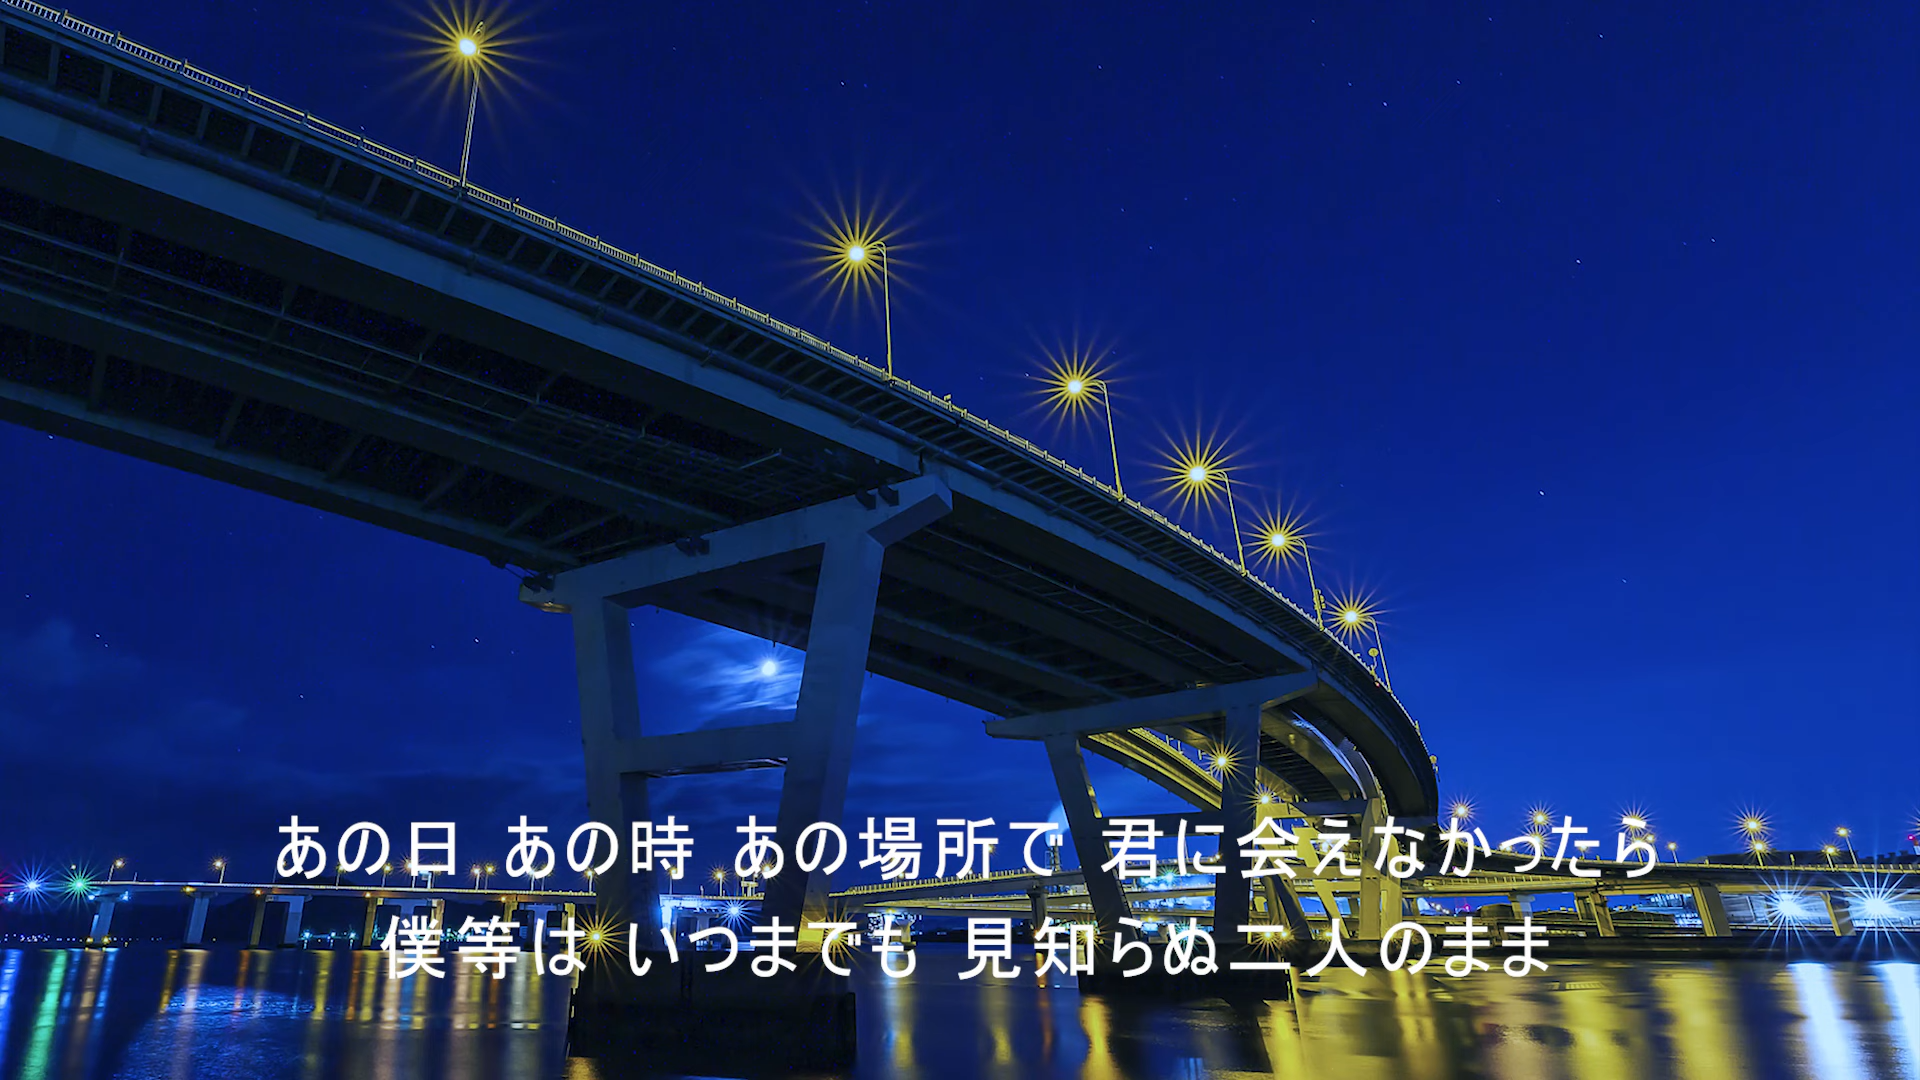 あの日 あの時 あの場所で 君に会えなかったら
僕等は いつまでも 見知らぬ二人のまま